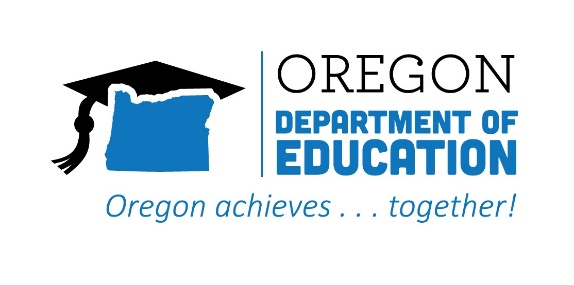 OREGON
DEPARTMENT OF
EDUCATION
Oregon achieves . . . together!